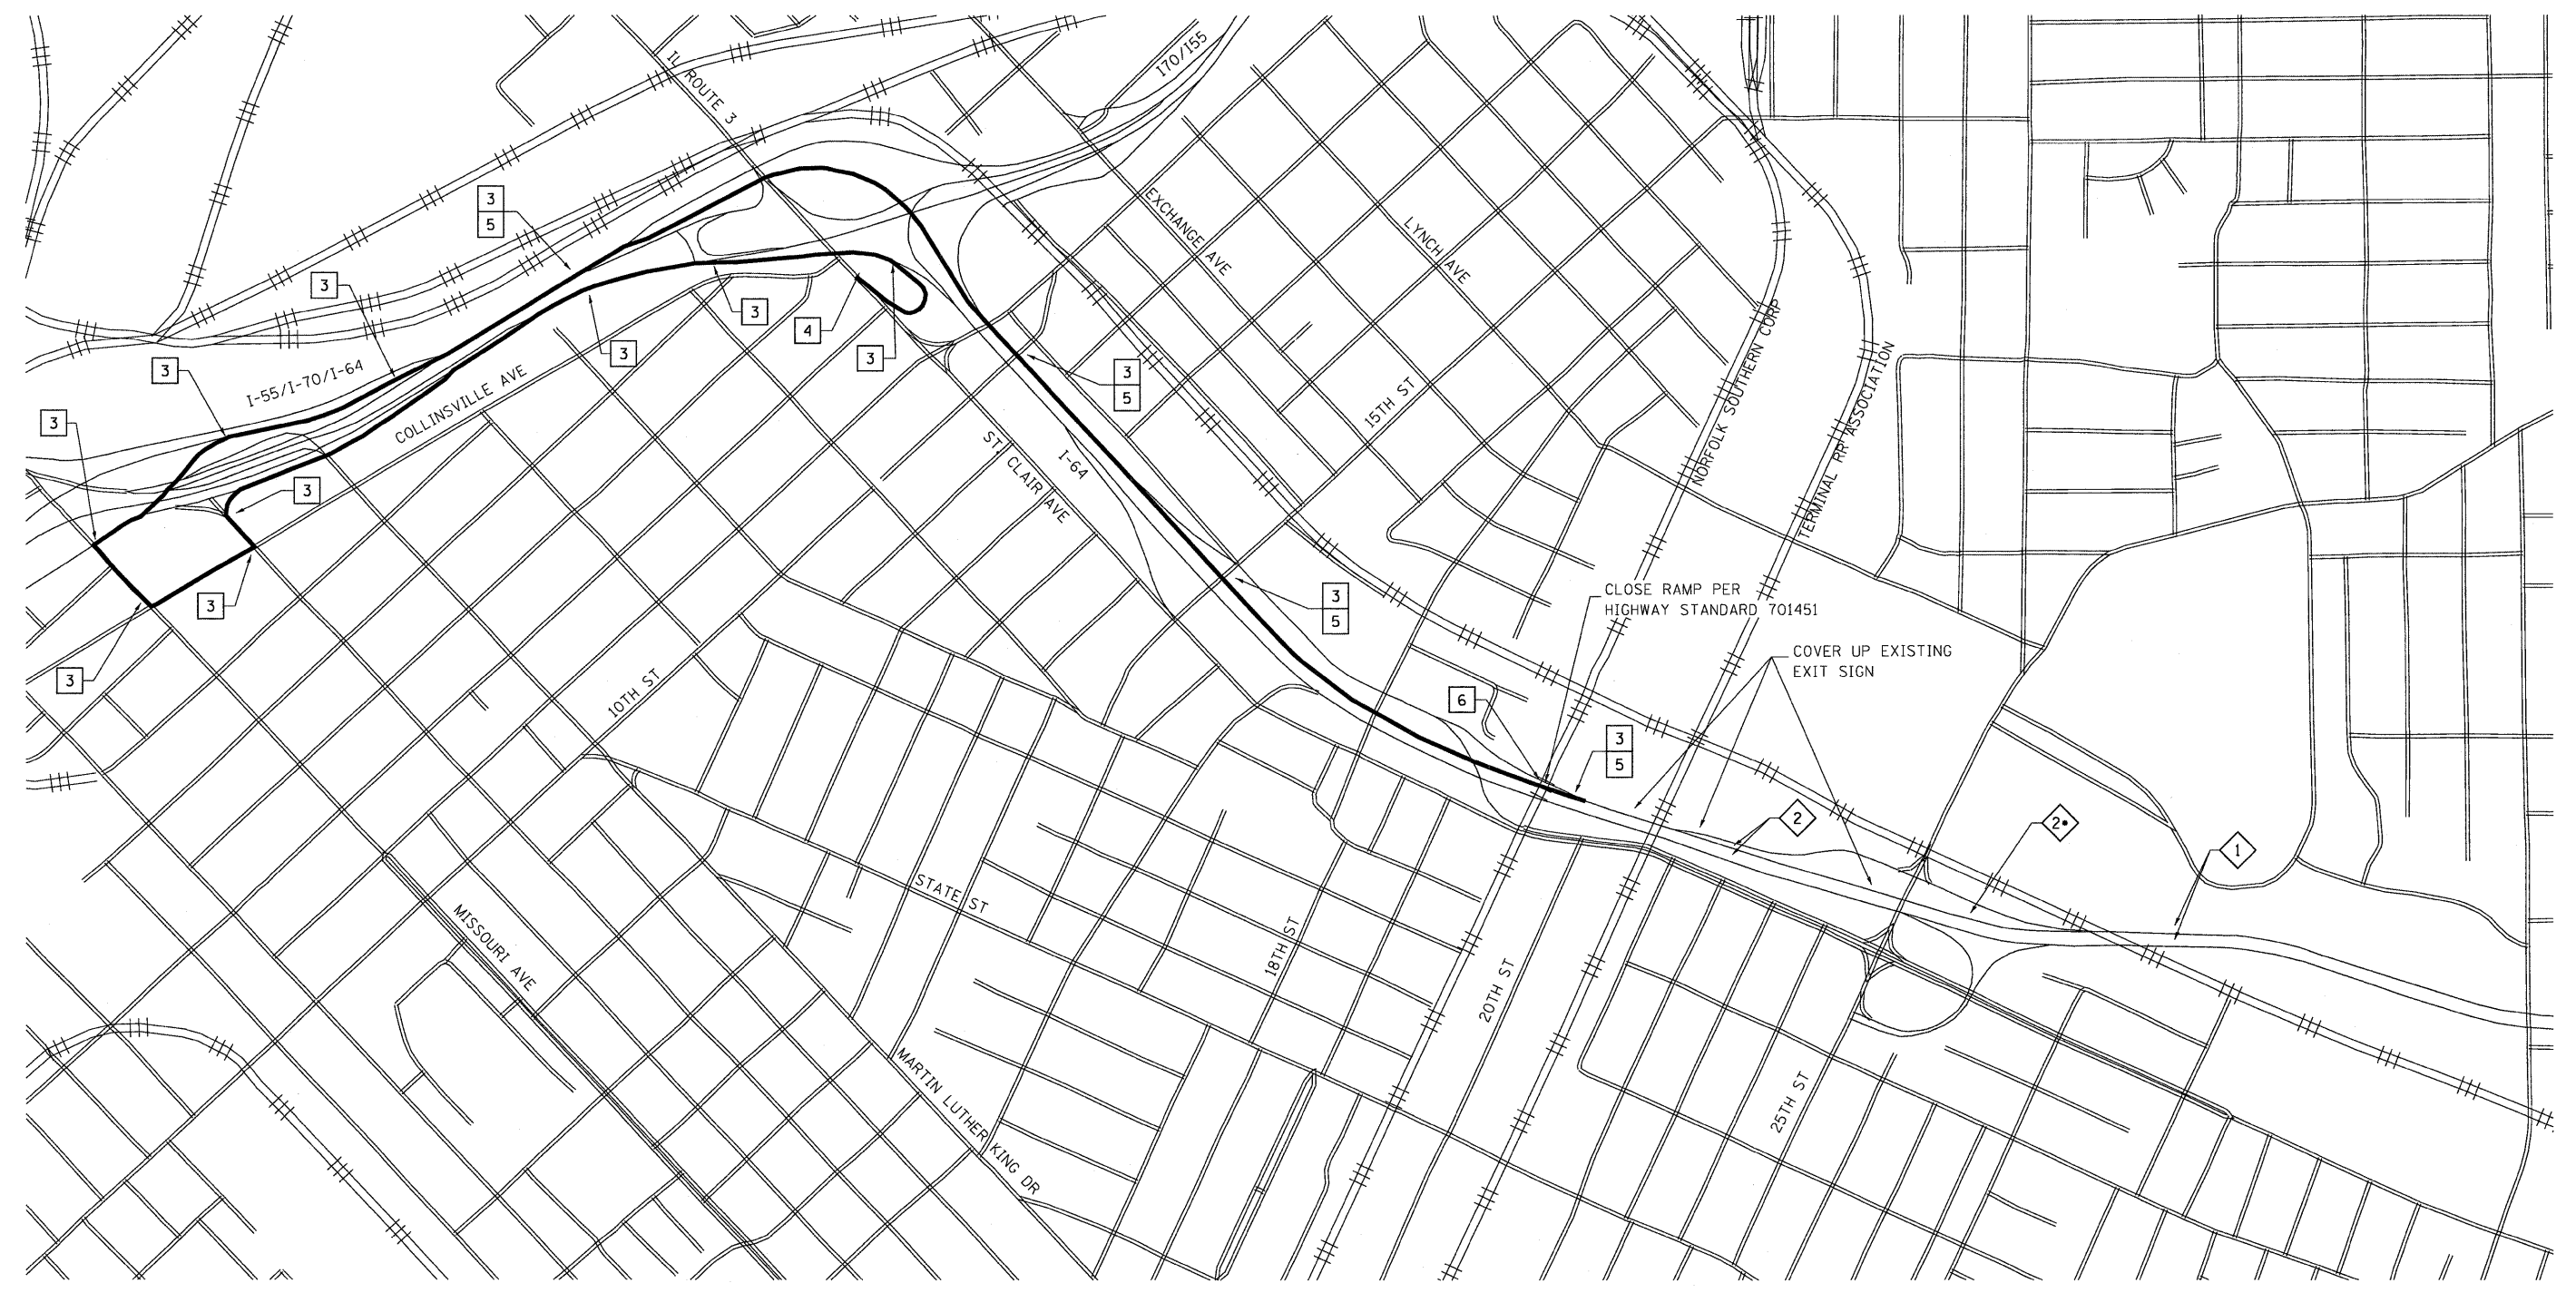 IL ROUTE 3
I70/I55
3
5
EXCHANGE AVE
LYNCH AVE
3
3
4
3
3
3
5
NORFOLK SOUTHERN CORP
TERMINAL RR ASSOCIATION
3
I-55/I-70/I-64
COLLINSVILLE AVE
15TH ST
3
ST. CLAIR AVE
I-64
3
3
3
5
CLOSE RAMP PER
HIGHWAY STANDARD 701451
3
COVER UP EXISTING
EXIT SIGN
10TH ST
6
3
5
2
2•
1
STATE ST
MISSOURI AVE
18TH ST
20TH ST
MARTIN LUTHER KING DR
25TH ST